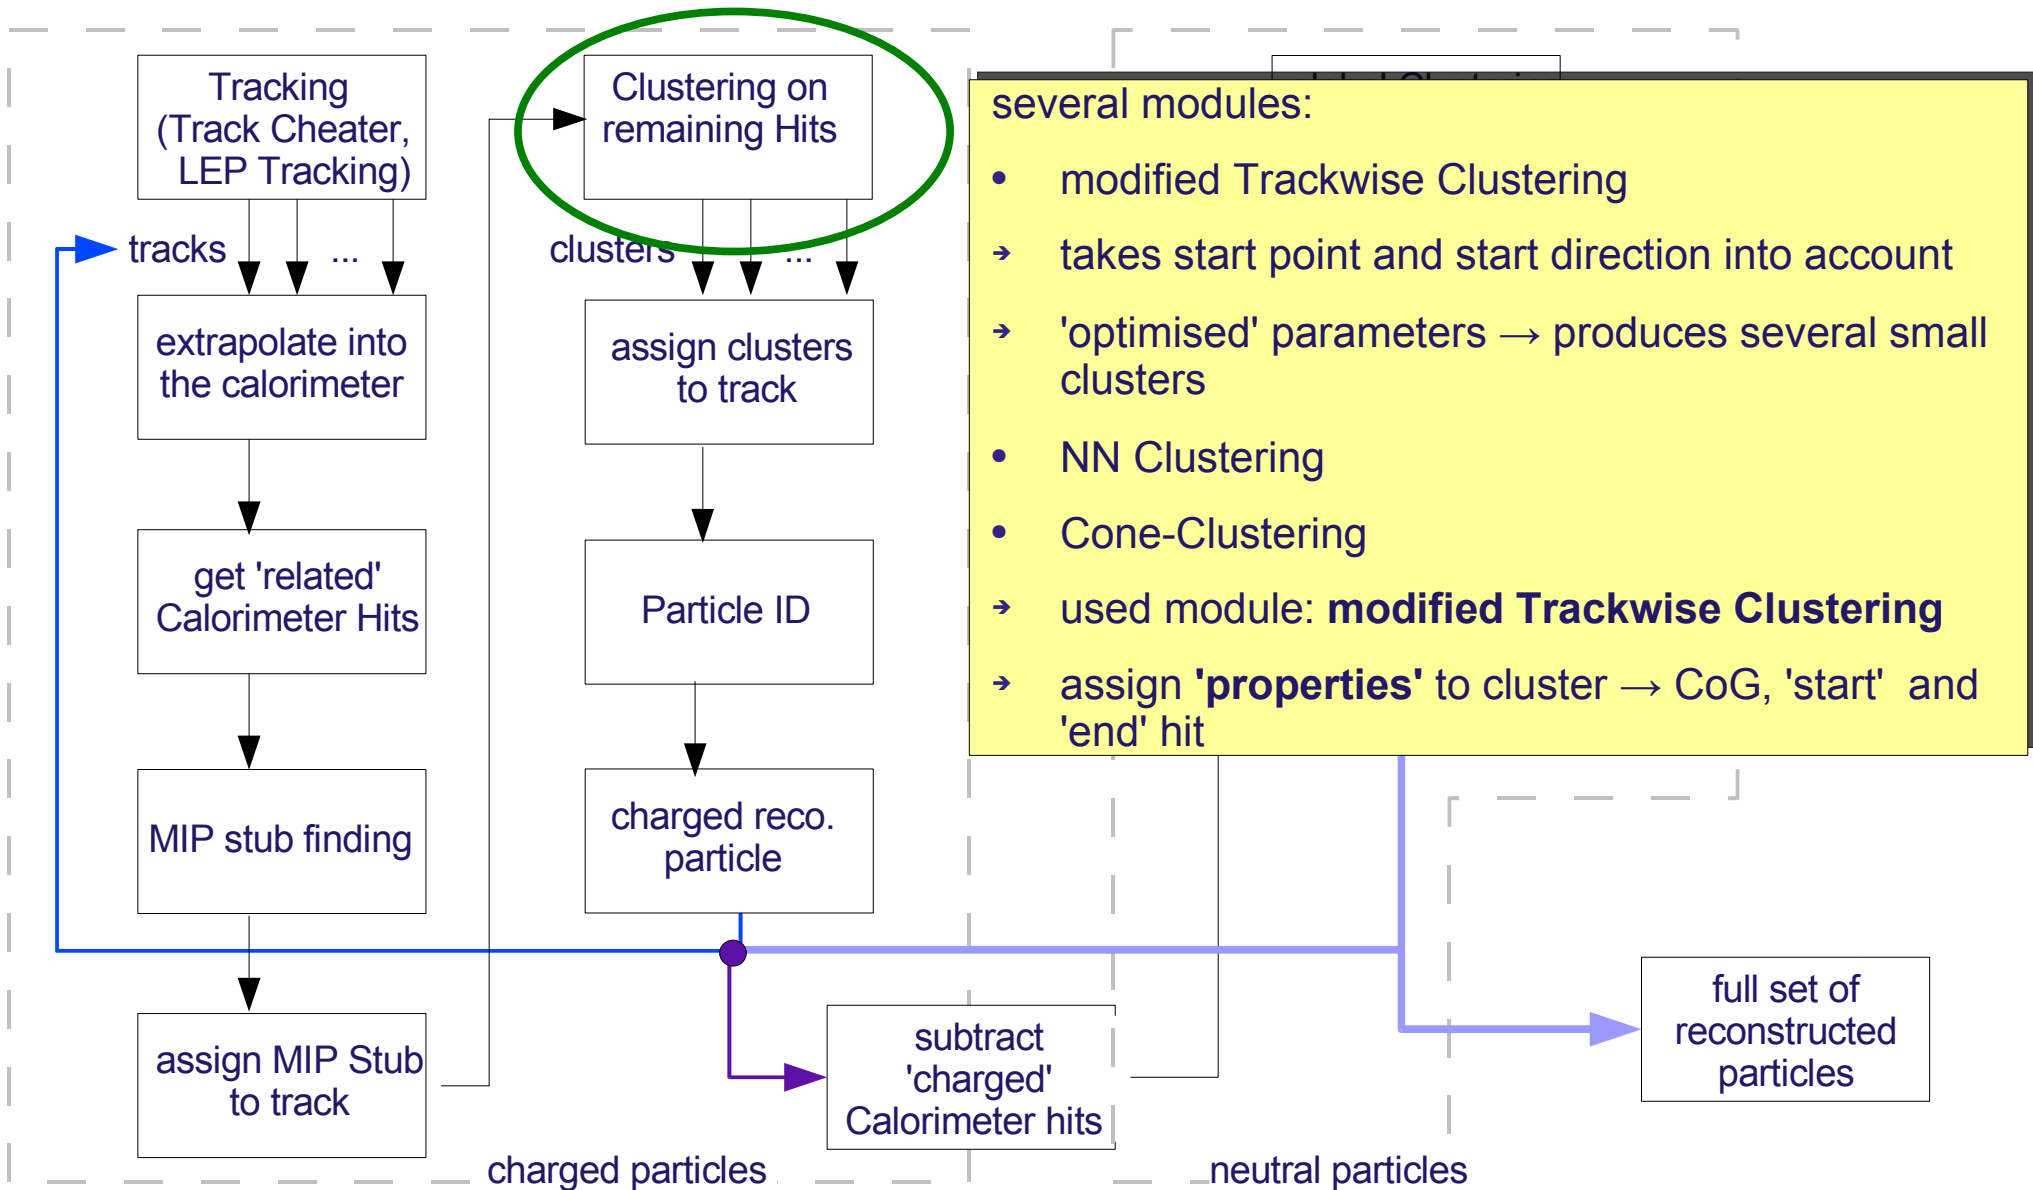 Tracking
(Track Cheater,
LEP Tracking)
tracks
...
extrapolate into
the calorimeter
get 'related'
Calorimeter Hits
MIP stub finding
assign MIP Stub
to track
Clustering on
remaining Hits
clusters
...
assign clusters
to track
Particle ID
charged reco.
particle
charged particles
subtract
'charged'
Calorimeter hits
neutral particles
several modules:
• modified Trackwise Clustering
➔ takes start point and start direction into account
➔ 'optimised' parameters → produces several small
clusters
• NN Clustering
• Cone-Clustering
➔ used module: modified Trackwise Clustering
➔ assign 'properties' to cluster → CoG, 'start' and
'end' hit
full set of
reconstructed
particles